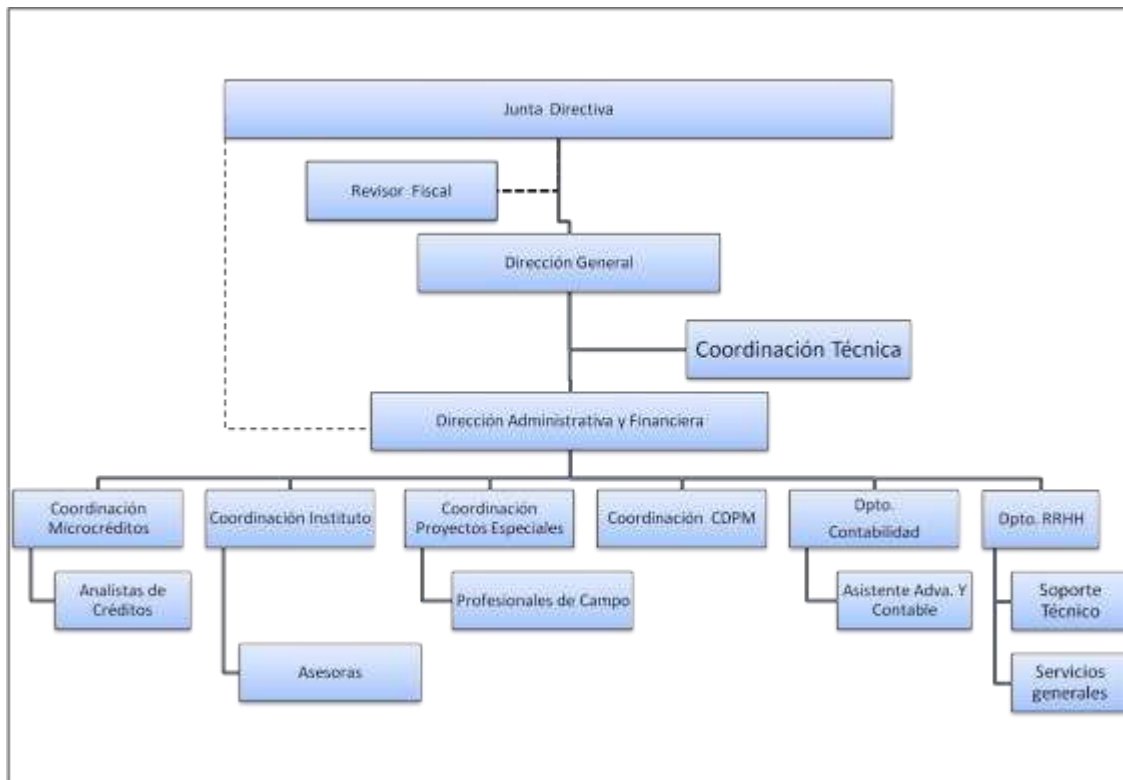 Junta Directiva
Revisor Fiscal
Dirección General
Coordinación Técnica
Dirección Administrativa y Financiera
Coordinación
Microcréditos
Coordinación Instituto
Coordinación
Proyectos Especiales
Coordinación CDPM
Dpto.
Contabilidad
Dpto. RRHH
Analistas de
Créditos
Profesionales de Campo
Asistente Adva. Y
Contable
Soporte
Técnico
Asesoras
Servicios
generales